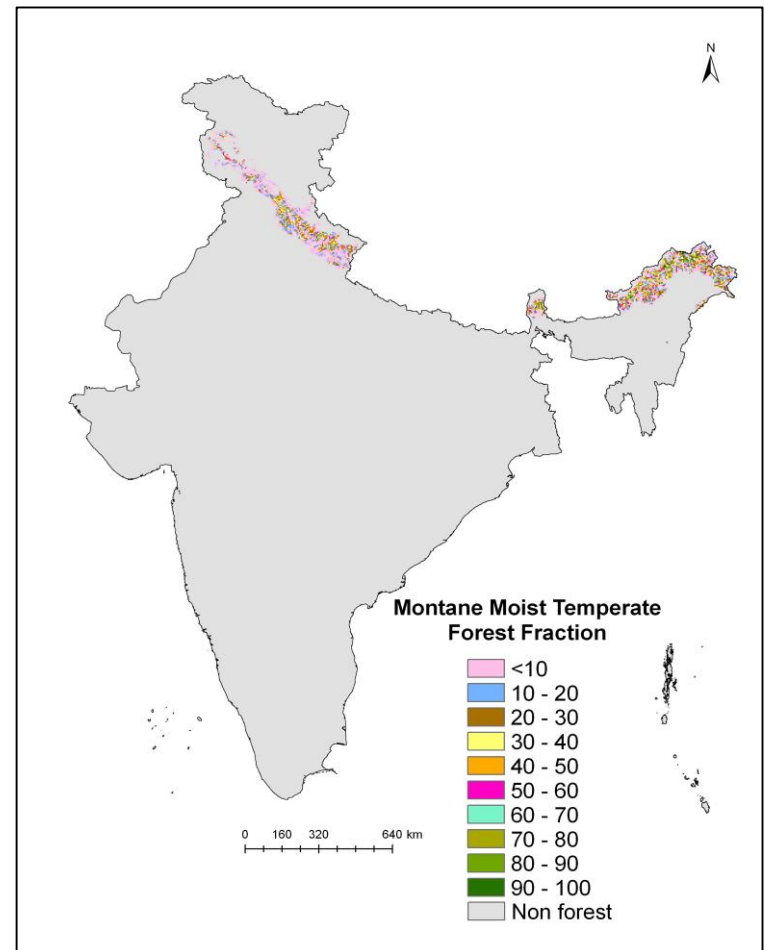 N
Montane Moist Temperate
Forest Fraction
<10
10 - 20
20 - 30
30 - 40
40 - 50
50 - 60
60 - 70
70 - 80
80 - 90
90 - 100
Non forest
0 160 320 640 km